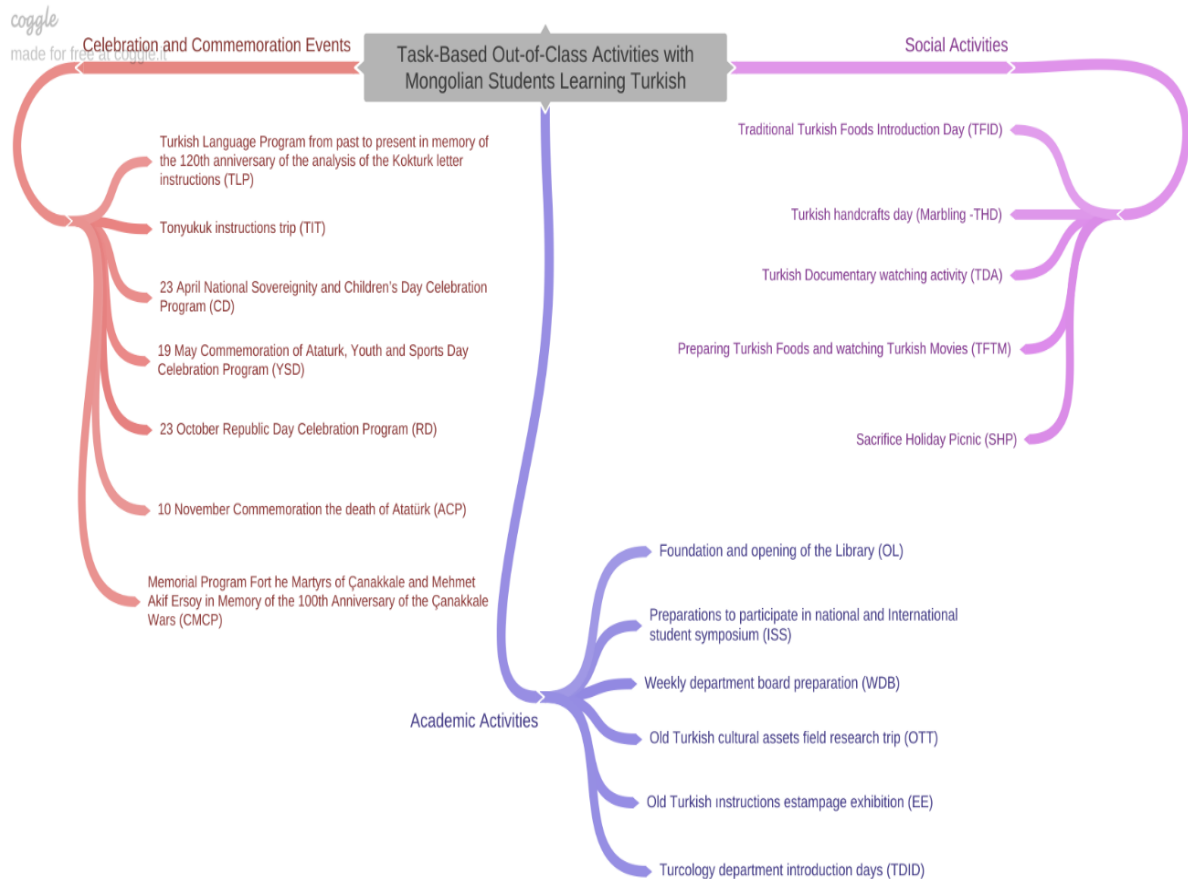 coggle
made for free at coggle.it
Task-Based Out-of-Class Activities with
Mongolian Students Learning Turkish
Celebration and Commemoration Events
Turkish Language Program from past to present in memory of
the 120th anniversary of the analysis of the Kokturk letter
instructions (TLP)
Tonyukuk instructions trip (TIT)
23 April National Sovereignity and Children's Day Celebration
Program (CD)
19 May Commemoration of Ataturk, Youth and Sports Day
Celebration Program (YSD)
23 October Republic Day Celebration Program (RD)
10 November Commemoration the death of Atatürk (ACP)
Memorial Program Fort he Martyrs of Çanakkale and Mehmet
Akif Ersoy in Memory of the 100th Anniversary of the Çanakkale
Wars (CMCP)
Social Activities
Traditional Turkish Foods Introduction Day (TFID)
Turkish handcrafts day (Marbling -THD)
Turkish Documentary watching activity (TDA)
Preparing Turkish Foods and watching Turkish Movies (TFTM)
Sacrifice Holiday Picnic (SHP)
Academic Activities
Foundation and opening of the Library (OL)
Preparations to participate in national and International
student symposium (ISS)
Weekly department board preparation (WDB)
Old Turkish cultural assets field research trip (OTT)
Old Turkish ınstructions estampage exhibition (EE)
Turcology department introduction days (TDID)